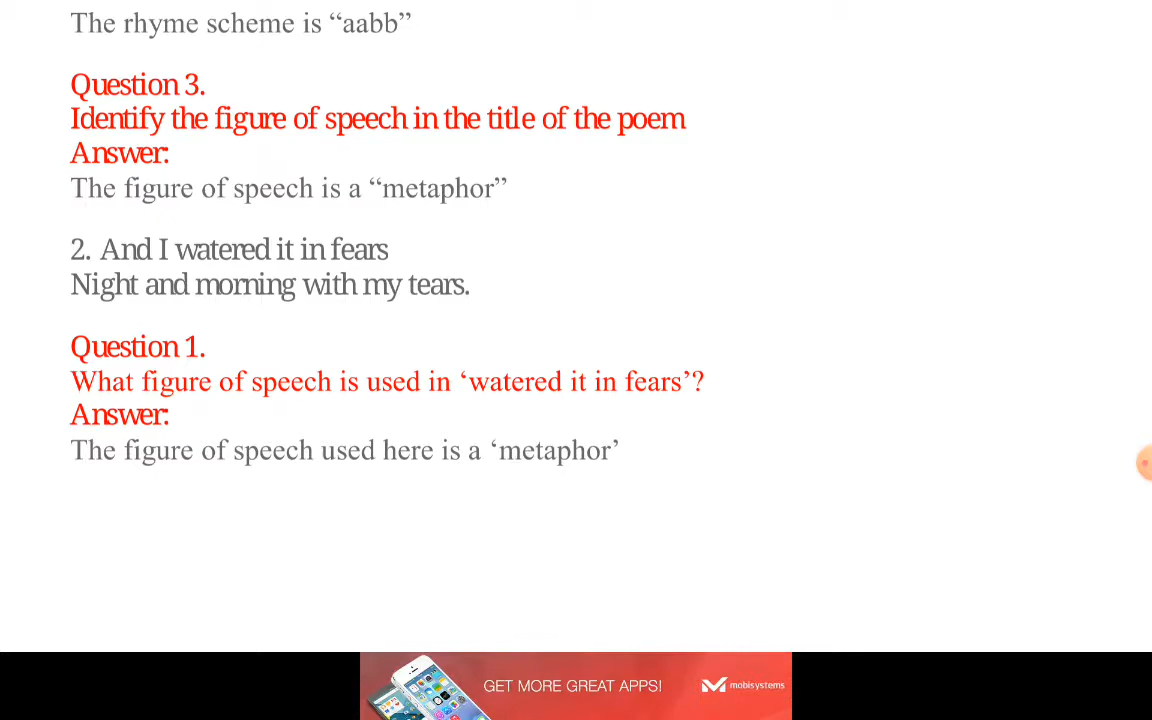 The rhyme scheme is “aabb”
Question 3.
Identify the figure of speech in the title of the poem
Answer:
The figure of speech is a “metaphor”
2. And I watered it in fears
Night and morning with my tears.
Question 1.
What figure of speech is used in ‘watered it in fears’?
Answer:
The figure of speech used here is a ‘metaphor’
GET MORE GREAT APPS!
mobisystems